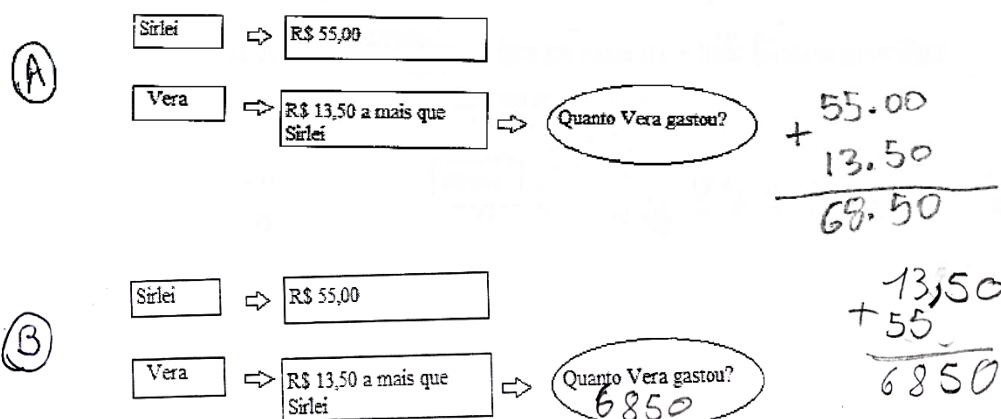 A
Sirlei ⇨ R$ 55,00
Vera ⇨ R$ 13,50 a mais que
Sirlei
⇨ Quanto Vera gastou?
55.00
+
13.50
68.50
B
Sirlei ⇨ R$ 55,00
Vera ⇨ R$ 13,50 a mais que
Sirlei
⇨ Quanto Vera gastou?
6850
13,50
+ 55
6850